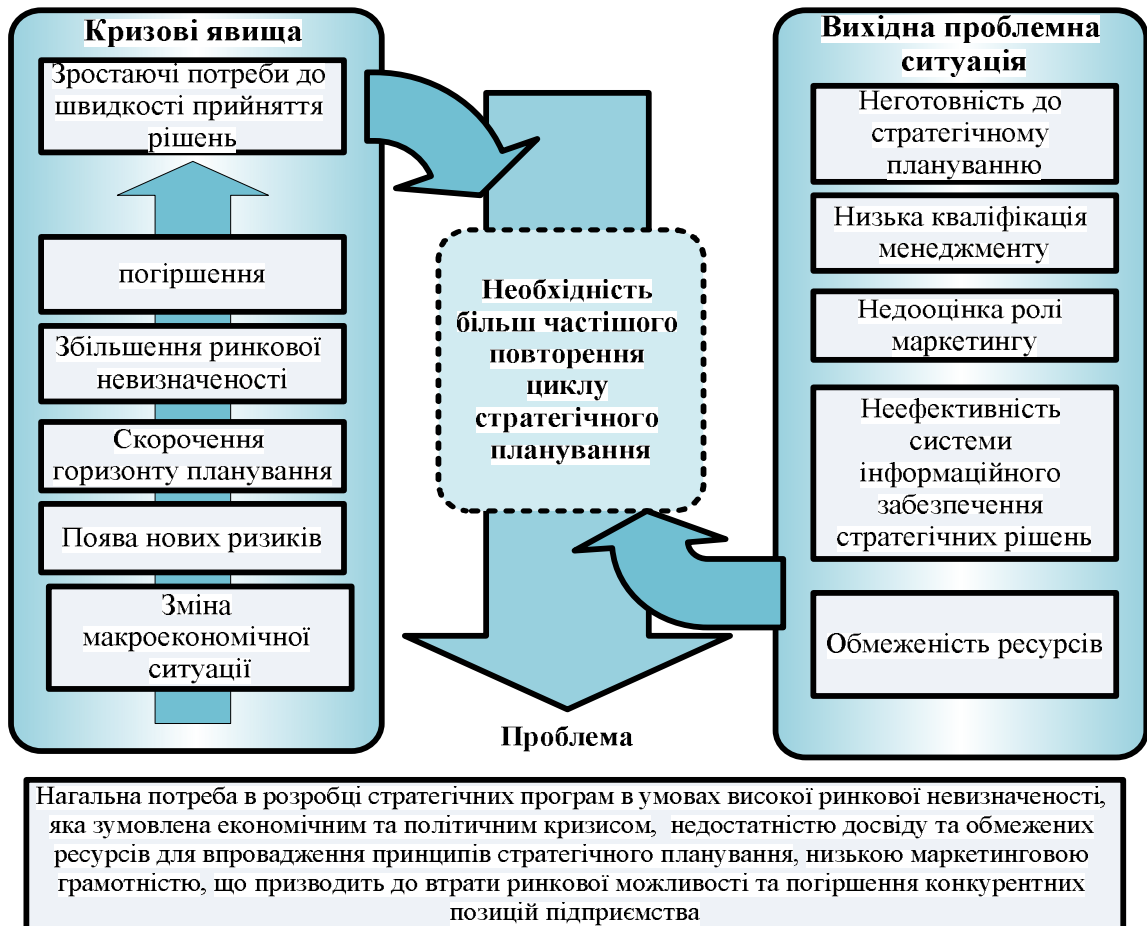 Кризові явища
Зростаючі потреби до
швидкості прийняття
рішень
погіршення
Збільшення ринкової
невизначеності
Скорочення
горизонту планування
Поява нових ризиків
Зміна
макроекономічної
ситуації
Необхідність
більш частішого
повторення
циклу
стратегічного
планування
Проблема
Вихідна проблемна
ситуація
Неготовність до
стратегічному
плануванню
Низька кваліфікація
менеджменту
Недооцінка ролі
маркетингу
Неефективність
системи
інформаційного
забезпечення
стратегічних рішень
Обмеженість ресурсів
Нагальна потреба в розробці стратегічних програм в умовах високої ринкової невизначеності,
яка зумовлена економічним та політичним кризисом, недостатністю досвіду та обмежених
ресурсів для впровадження принципів стратегічного планування, низькою маркетинговою
грамотністю, що призводить до втрати ринкової можливості та погіршення конкурентних
позицій підприємства